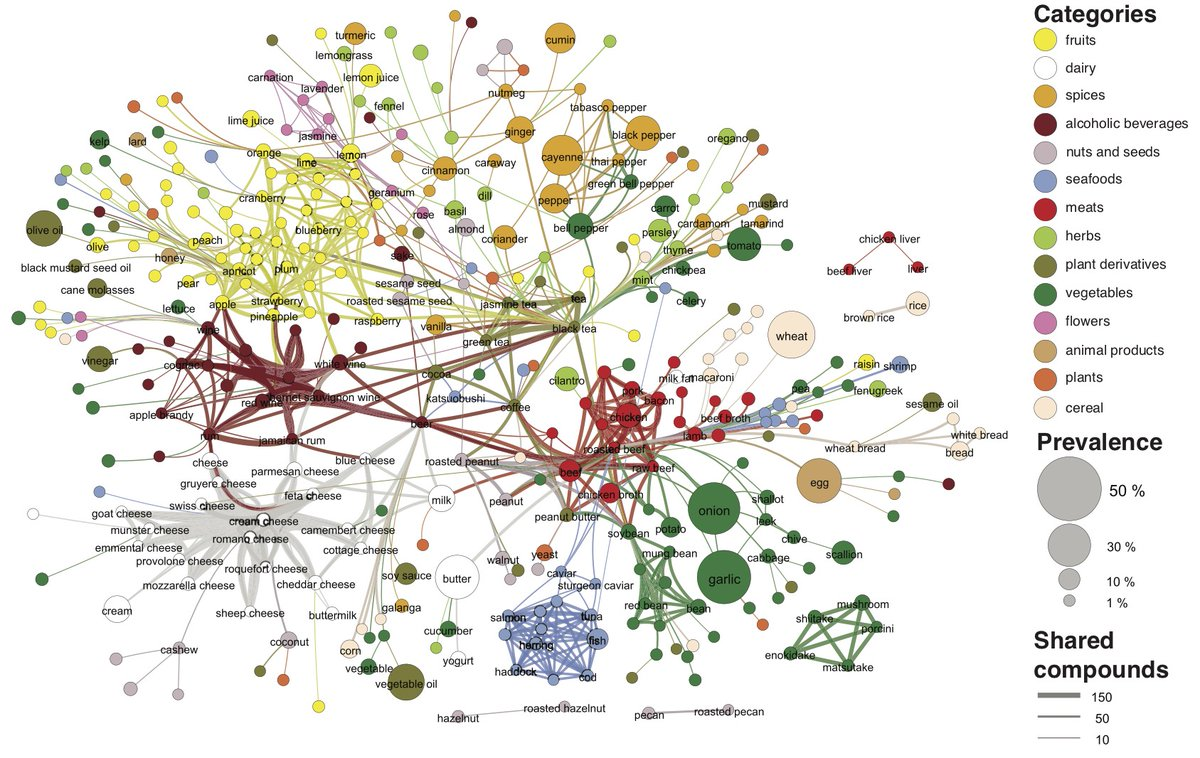 Categories
fruits
dairy
spices
alcoholic beverages
nuts and seeds
seafoods
meats
herbs
plant derivatives
vegetables
flowers
animal products
plants
cereal
Prevalence
50 %
30 %
10 %
1 %
Shared
compounds
150
50
10
turmeric
cumin
lemongrass
carnation
lemon juice
lavender
nutmeg
fennel
tabasco pepper
lime juice
jasmine
ginger
black pepper
oregano
kelp
lard
orange
lime
lemon
cayenne
thai pepper
caraway
cinnamon
green bell pepper
cranberry
geranium
dill
pepper
carrot
mustard
rose
basil
olive oil
blueberry
almond
bell pepper
parsley
cardamom
tamarind
coriander
olive
peach
thyme
tomato
chicken liver
honey
sake
black mustard seed oil
apricot
plum
chickpea
beef liver
liver
pear
sesame seed
mint
cane molasses
roasted sesame seed
jasmine tea
tea
celery
lettuce
apple
strawberry
rice
pineapple
raspberry
vanilla
black tea
brown rice
wine
green tea
wheat
vinegar
cognac
white wine
cocoa
cilantro
milk fat
macaroni
raisin
shrimp
pork
pea
fenugreek
red wine
bernet sauvignon wine
katsuobushi
bacon
sesame oil
coffee
chicken
beef broth
apple brandy
beer
rum
jamaican rum
lamb
white bread
roasted beef
wheat bread
bread
cheese
blue cheese
roasted peanut
beef
raw beef
parmesan cheese
gruyere cheese
egg
feta cheese
milk
peanut
chicken broth
onion
shallot
swiss cheese
goat cheese
cream cheese
peanut butter
leek
munster cheese
camembert cheese
soybean
potato
romano cheese
chive
emmental cheese
cottage cheese
mung bean
scallion
provolone cheese
walnut
yeast
cabbage
roquefort cheese
caviar
soy sauce
butter
garlic
mozzarella cheese
cheddar cheese
sturgeon caviar
cream
sheep cheese
buttermilk
galanga
red bean
bean
mushroom
salmon
tuna
shiitake
cucumber
porcini
coconut
fish
cashew
corn
herring
yogurt
enokidake
vegetable
haddock
cod
matsutake
vegetable oil
hazelnut
roasted hazelnut
pecan
roasted pecan